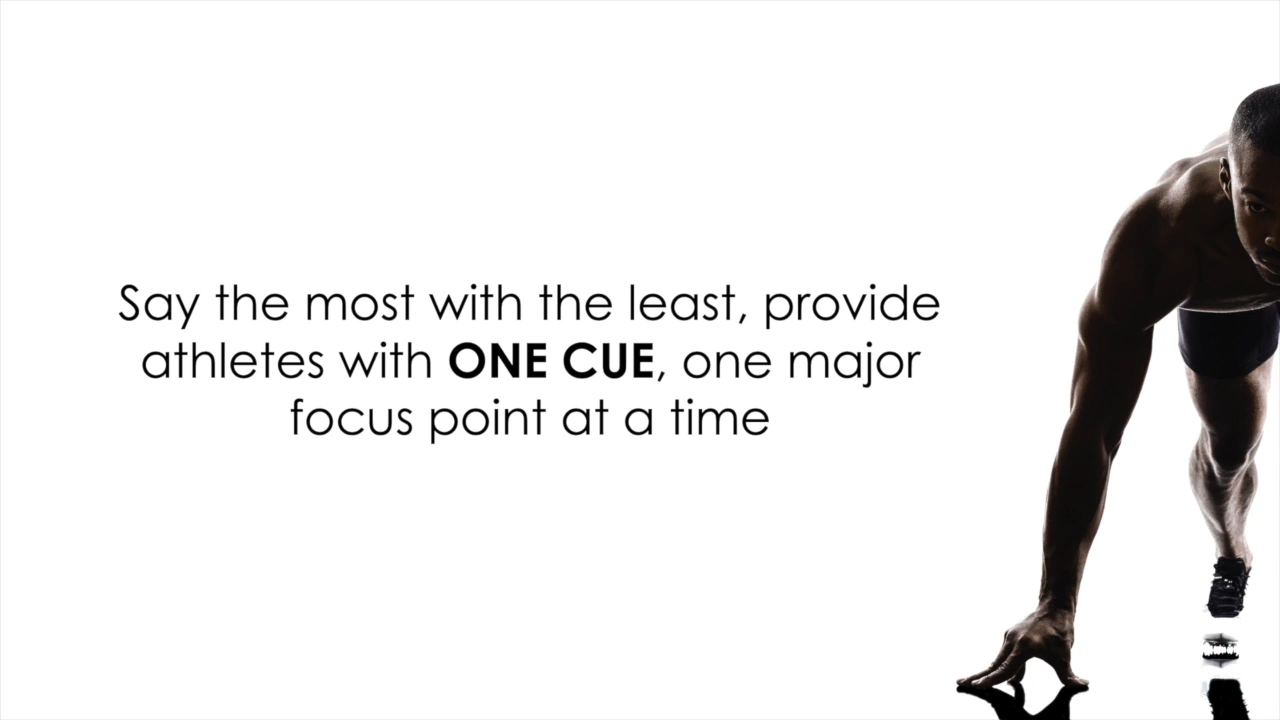 Say the most with the least, provide
athletes with ONE CUE, one major
focus point at a time